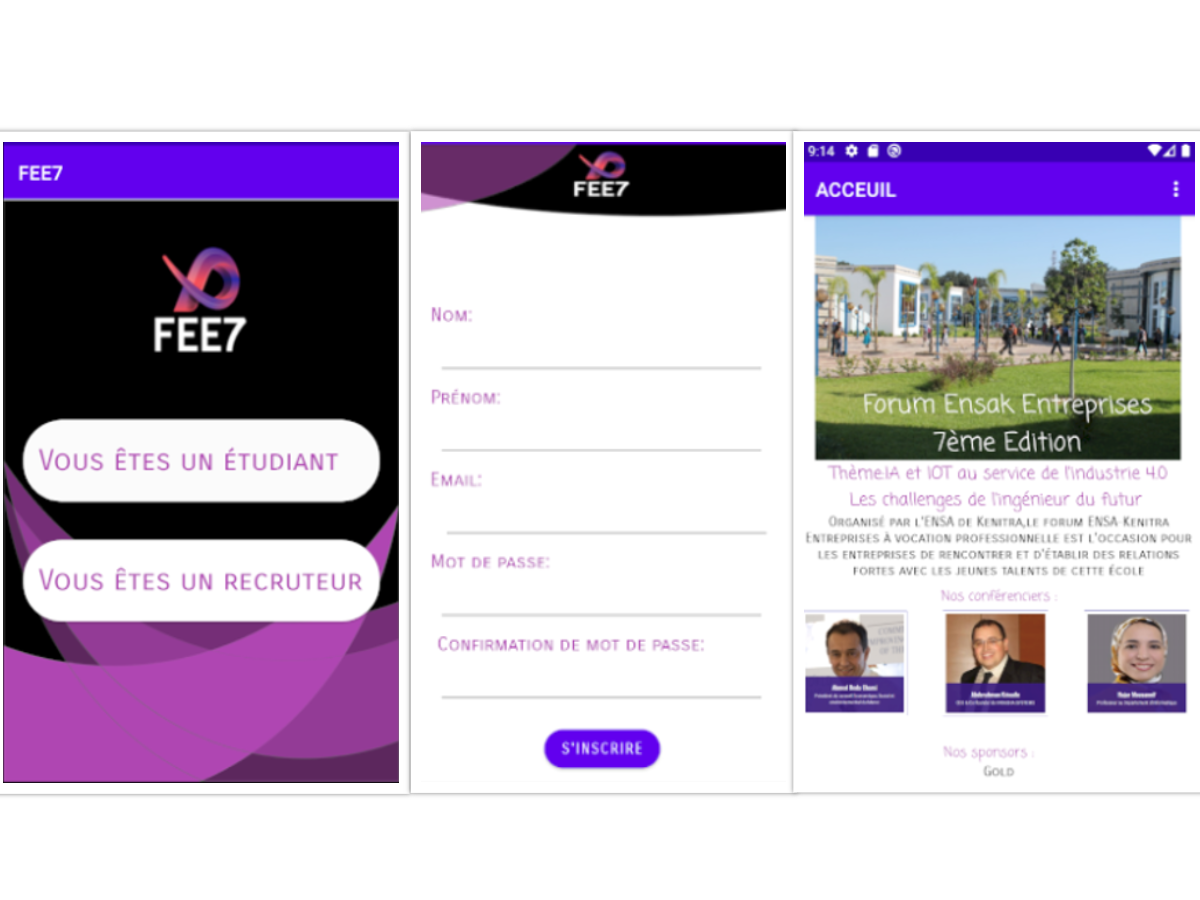 FEE7
FEE7
Vous êtes un étudiant
Vous êtes un recruteur
FEE7
Nom:
Prénom:
Email:
Mot de passe:
Confirmation de mot de passe:
S'INSCRIRE
9:14
ACCEUIL
Forum Ensak Entreprises
7ème Edition
Thème:IA et IOT au service de l'industrie 4.0
Les challenges de l'ingénieur du futur
Organisé par l'ENSA de Kenitra,le forum ENSA-Kenitra
Entreprises à vocation professionnelle est l'occasion pour
les entreprises de rencontrer et d'établir des relations
fortes avec les jeunes talents de cette école
Nos conférenciers :
Nos sponsors :
Gold